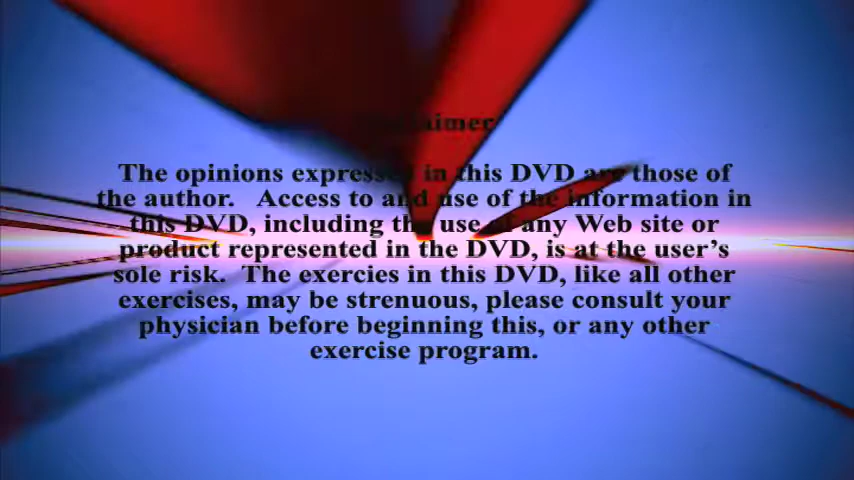 The opinions expressed in this DVD are those of
the author. Access to and use of the information in
this DVD, including the use of any Web site or
product represented in the DVD, is at the user's
sole risk. The exercies in this DVD, like all other
exercises, may be strenuous, please consult your
physician before beginning this, or any other
exercise program.